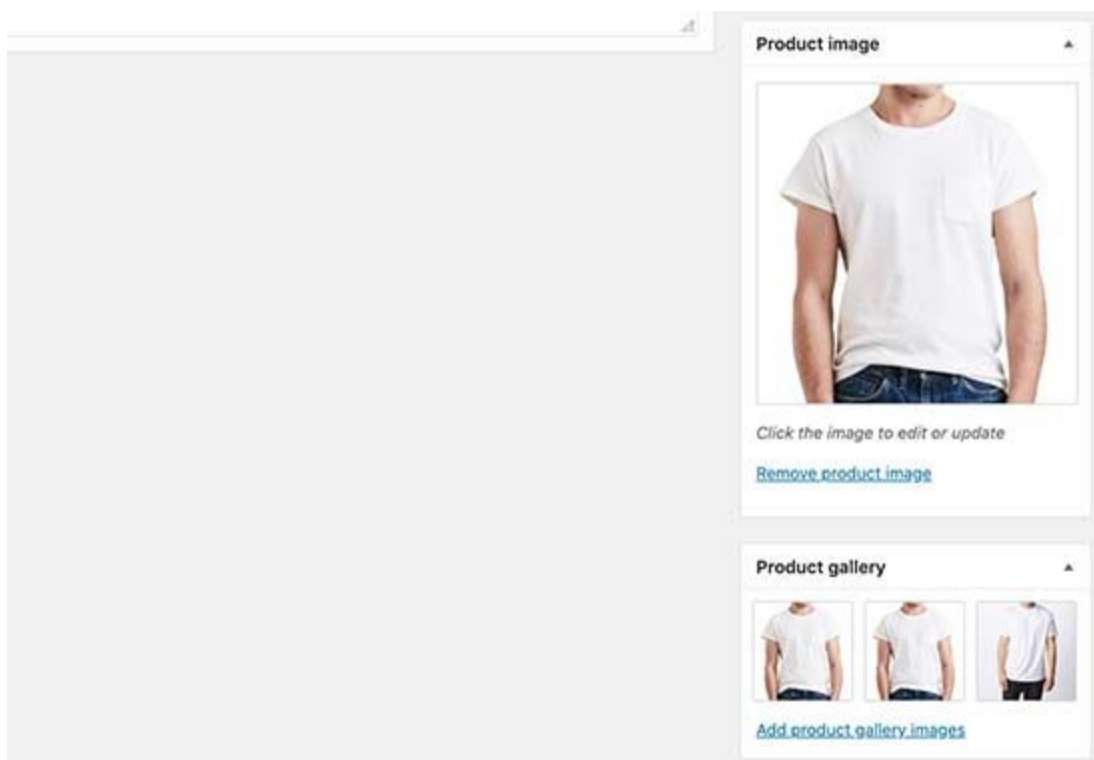 Product image
Click the image to edit or update
Remove product image
Product gallery
Add product gallery images